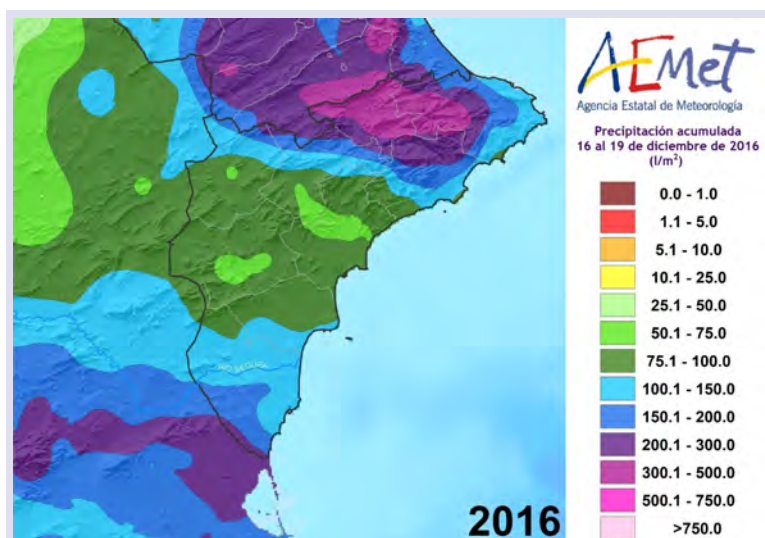 AEMet
Agencia Estatal de Meteorología
Precipitación acumulada
16 al 19 de diciembre de 2016
(l/m²)
0.0 - 1.0
1.1 - 5.0
5.1 - 10.0
10.1 - 25.0
25.1 - 50.0
50.1 - 75.0
75.1 - 100.0
100.1 - 150.0
150.1 - 200.0
200.1 - 300.0
300.1 - 500.0
500.1 - 750.0
>750.0
RÍO SEGURA
2016